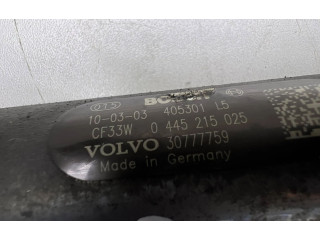 BOSCH
10-03-03 405301 L5
CF33W 0 445 215 025
VOLVO 30777759
Made in Germany